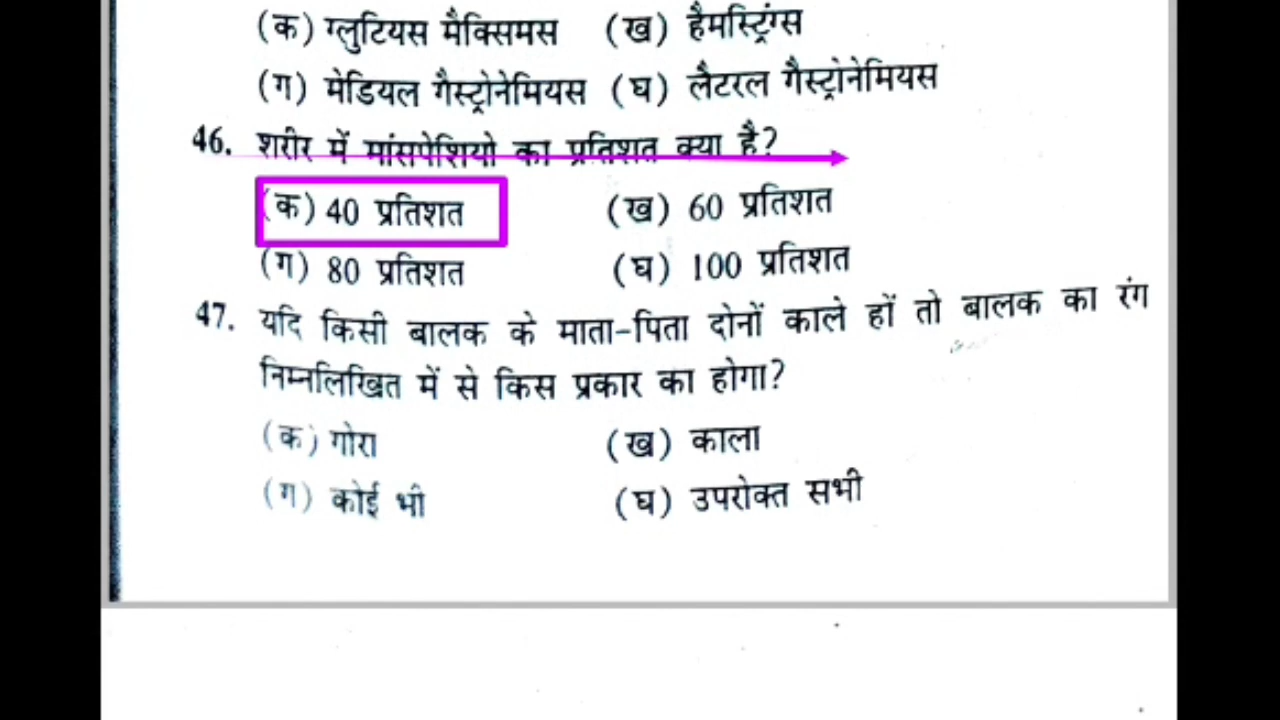 (क) ग्लुटियस मैक्सिमस (ख) हैमस्ट्रिंग्स
(ग) मेडियल गैस्ट्रोनेमियस (घ) लैटरल गैस्ट्रोनेमियस
46. शरीर में मांसपेशियो का प्रतिशत क्या है?
(क) 40 प्रतिशत (ख) 60 प्रतिशत
(ग) 80 प्रतिशत (घ) 100 प्रतिशत
47. यदि किसी बालक के माता-पिता दोनों काले हों तो बालक का रंग
निम्नलिखित में से किस प्रकार का होगा?
(क) गोरा (ख) काला
(ग) कोई भी (घ) उपरोक्त सभी